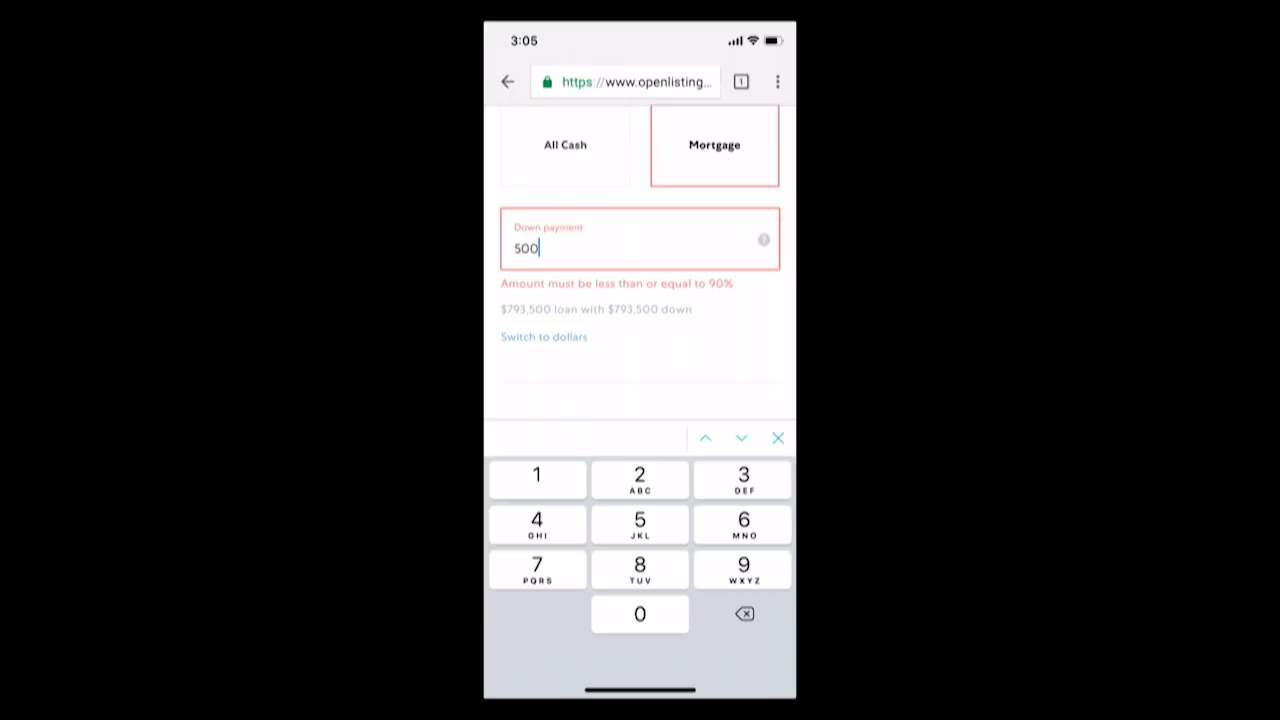 3:05
https://www.openlisting...
1
All Cash
Mortgage
Down payment
500
?
Amount must be less than or equal to 90%
$793,500 loan with $793,500 down
Switch to dollars
1
2
ABC
3
DEF
4
GHI
5
JKL
6
MNO
7
PQRS
8
TUV
9
WXYZ
0